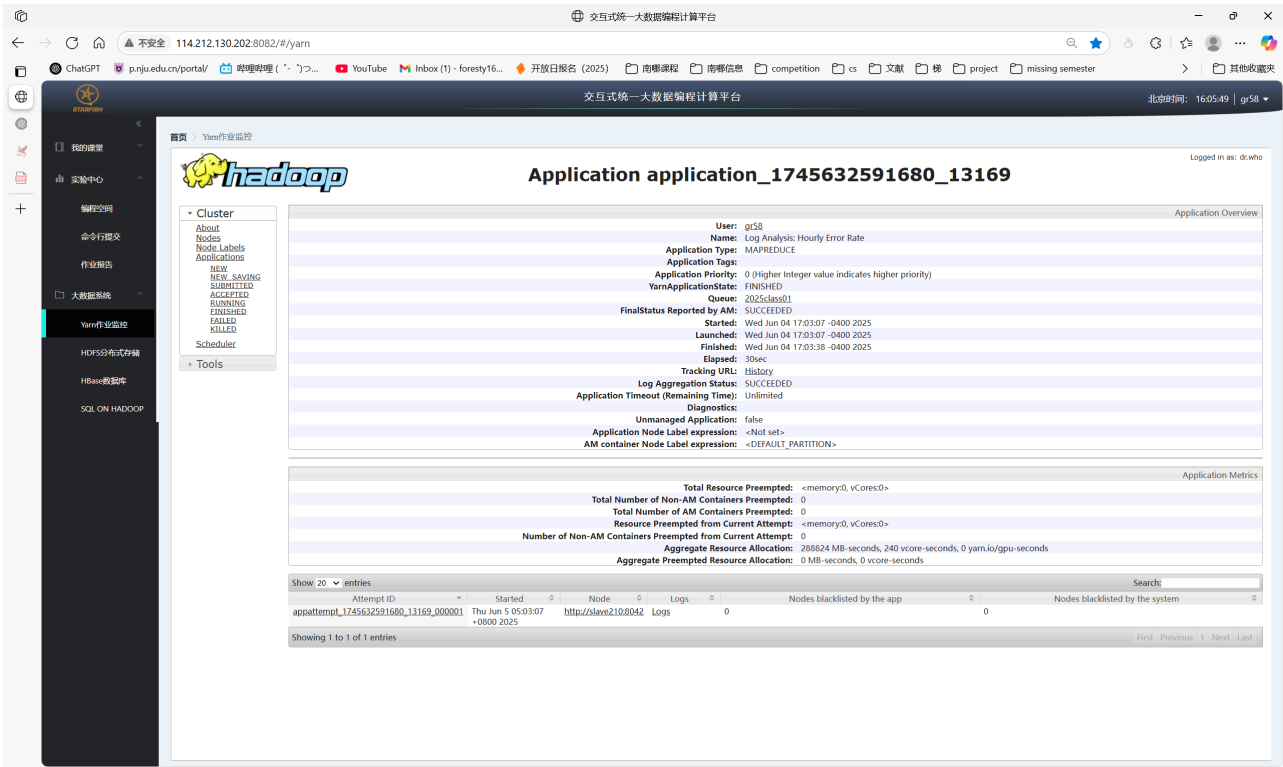 交互式统一大数据编程计算平台
不安全 114.212.130.202:8082/#/yarn
ChatGPT p.nju.edu.cn/portal/ 哔哩哔哩 ( ゜- ゜)つ... YouTube Inbox (1) - foresty16... 开放日报名（2025） 南哪课程 南哪信息 competition cs 文献 梯 project missing semester 其他收藏夹
STARFISH
交互式统一大数据编程计算平台
北京时间： 16:05:49 gr58
我的课堂
实验中心
编程空间
命令行提交
作业报告
大数据系统
Yarn作业监控
HDFS分布式存储
HBase数据库
SQL ON HADOOP
首页 > Yarn作业监控
hadoop
Application application_1745632591680_13169
Logged in as: dr.who
Cluster
About
Nodes
Node Labels
Applications
NEW
NEW_SAVING
SUBMITTED
ACCEPTED
RUNNING
FINISHED
FAILED
KILLED
Scheduler
Tools
Application Overview
User: gr58
Name: Log Analysis: Hourly Error Rate
Application Type: MAPREDUCE
Application Tags:
Application Priority: 0 (Higher Integer value indicates higher priority)
YarnApplicationState: FINISHED
Queue: 2025class01
FinalStatus Reported by AM: SUCCEEDED
Started: Wed Jun 04 17:03:07 -0400 2025
Launched: Wed Jun 04 17:03:07 -0400 2025
Finished: Wed Jun 04 17:03:38 -0400 2025
Elapsed: 30sec
Tracking URL: History
Log Aggregation Status: SUCCEEDED
Application Timeout (Remaining Time): Unlimited
Diagnostics:
Unmanaged Application: false
Application Node Label expression: <Not set>
AM container Node Label expression: <DEFAULT_PARTITION>
Application Metrics
Total Resource Preempted: <memory:0, vCores:0>
Total Number of Non-AM Containers Preempted: 0
Total Number of AM Containers Preempted: 0
Resource Preempted from Current Attempt: <memory:0, vCores:0>
Number of Non-AM Containers Preempted from Current Attempt: 0
Aggregate Resource Allocation: 288824 MB-seconds, 240 vcore-seconds, 0 yarn.io/gpu-seconds
Aggregate Preempted Resource Allocation: 0 MB-seconds, 0 vcore-seconds
Show 20 entries Search:
Attempt ID Started Node Logs Nodes blacklisted by the app Nodes blacklisted by the system
appattempt_1745632591680_13169_000001 Thu Jun 5 05:03:07 http://slave210:8042 Logs 0 0
+0800 2025
Showing 1 to 1 of 1 entries First Previous 1 Next Last